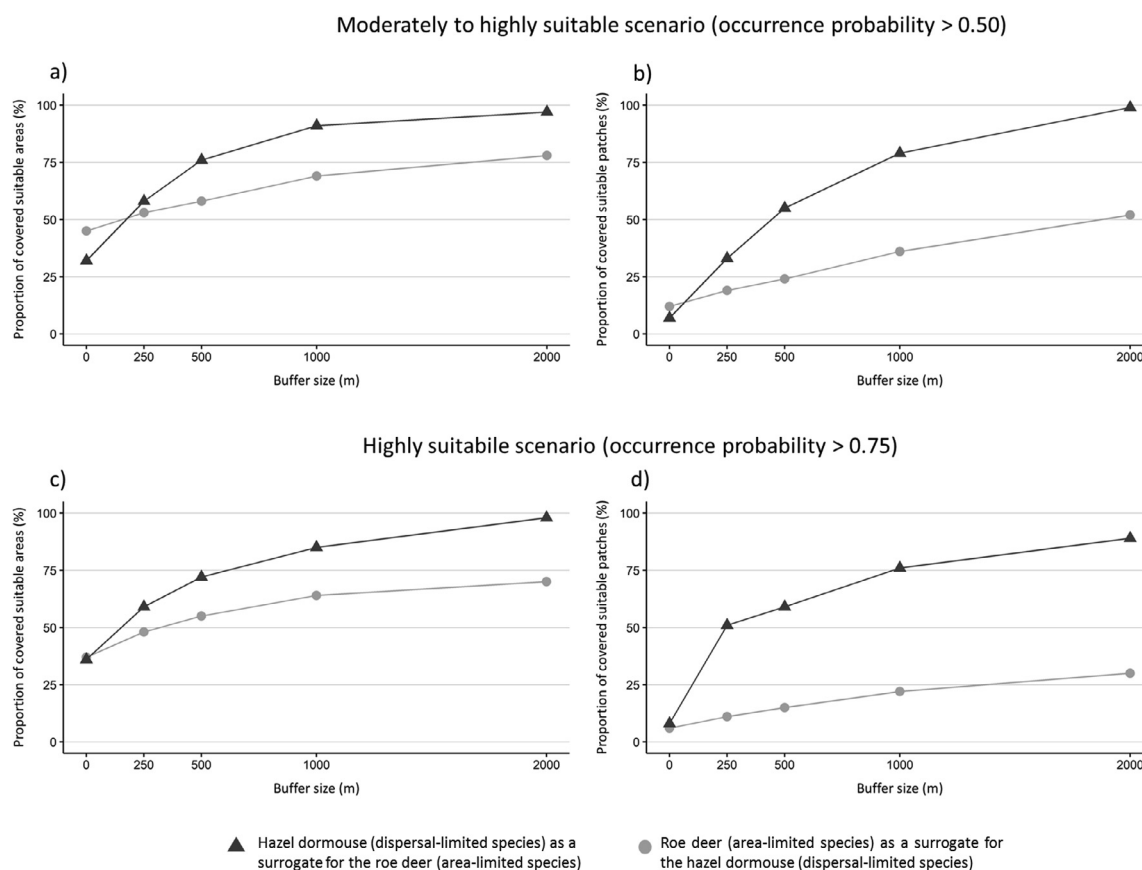 Moderately to highly suitable scenario (occurrence probability > 0.50)
a)
Proportion of covered suitable areas (%)
100
75
50
25
0
0 250 500 1000 2000
Buffer size (m)
b)
Proportion of covered suitable patches (%)
100
75
50
25
0
0 250 500 1000 2000
Buffer size (m)
Highly suitabile scenario (occurrence probability > 0.75)
c)
Proportion of covered suitable areas (%)
100
75
50
25
0
0 250 500 1000 2000
Buffer size (m)
d)
Proportion of covered suitable patches (%)
100
75
50
25
0
0 250 500 1000 2000
Buffer size (m)
Hazel dormouse (dispersal-limited species) as a
surrogate for the roe deer (area-limited species)
Roe deer (area-limited species) as a surrogate for
the hazel dormouse (dispersal-limited species)